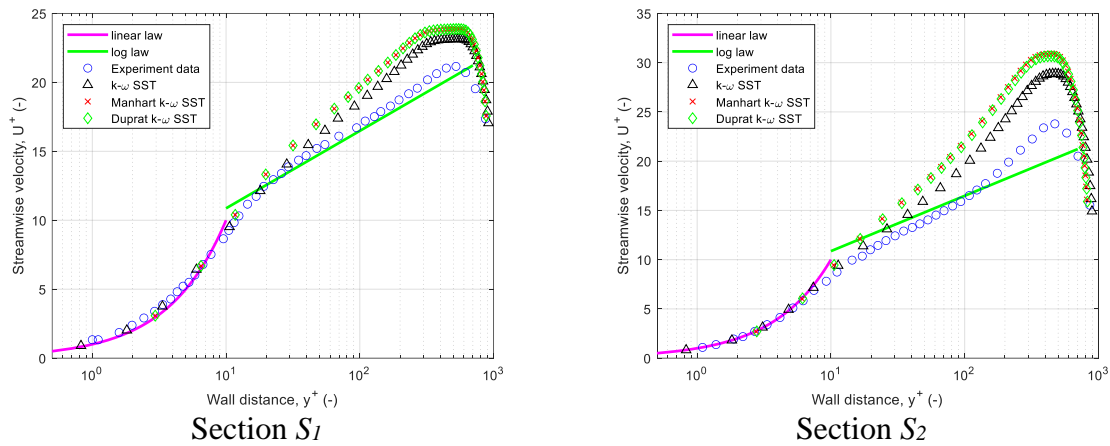 25
20
15
10
5
0
Streamwise velocity, U⁺ (-)
linear law
log law
Experiment data
k-ω SST
Manhart k-ω SST
Duprat k-ω SST
10⁰
10¹
10²
10³
Wall distance, y⁺ (-)
Section S₁
40
35
30
25
20
15
10
5
0
Streamwise velocity, U⁺ (-)
linear law
log law
Experiment data
k-ω SST
Manhart k-ω SST
Duprat k-ω SST
10⁰
10¹
10²
10³
Wall distance, y⁺ (-)
Section S₂